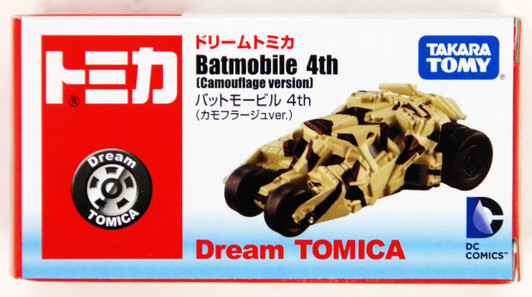 トミカ
®
Dream
TOMICA
ドリームトミカ
Batmobile 4th
(Camouflage version)
バットモービル 4th
(カモフラージュver.)
TAKARA
TOMY™
Dream TOMICA
DC
COMICS™